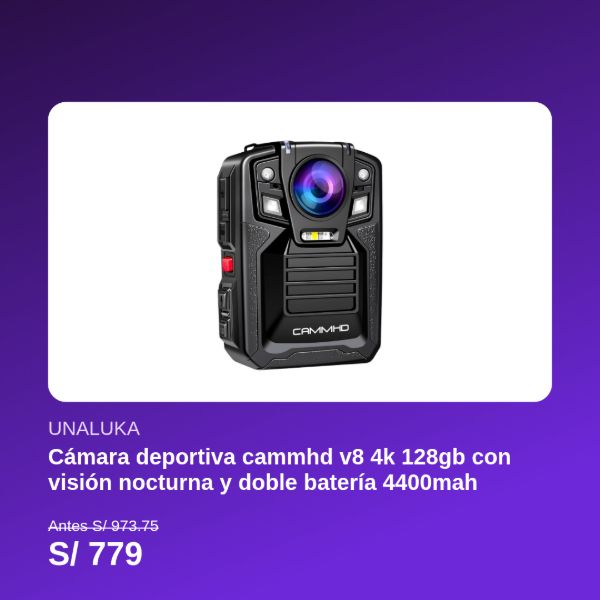 CAMMHD
UNALUKA
Cámara deportiva cammhd v8 4k 128gb con
visión nocturna y doble batería 4400mah
Antes S/ 973.75
S/ 779